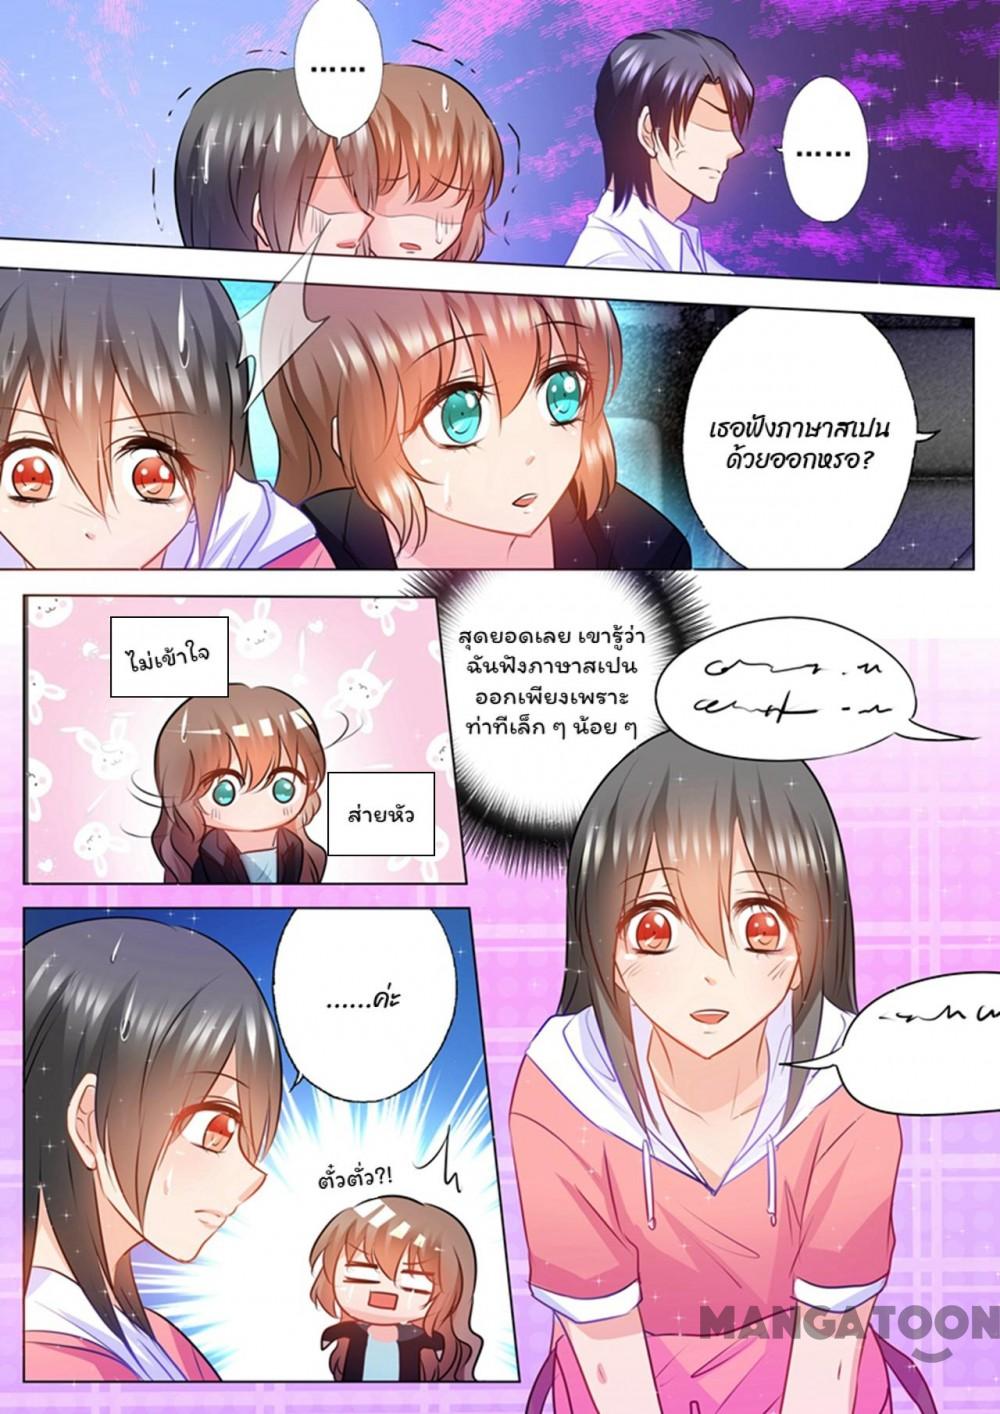 ......
......
เธอฟังภาษาสเปน
ด้วยออกหรอ?
ไม่เข้าใจ
ส่ายหัว
สุดยอดเลย เขารู้ว่า
ฉันฟังภาษาสเปน
ออกเพียงเพราะ
ท่าทีเล็ก ๆ น้อย ๆ
......ค่ะ
ตั๋วตั่ว?!
MANGATOON